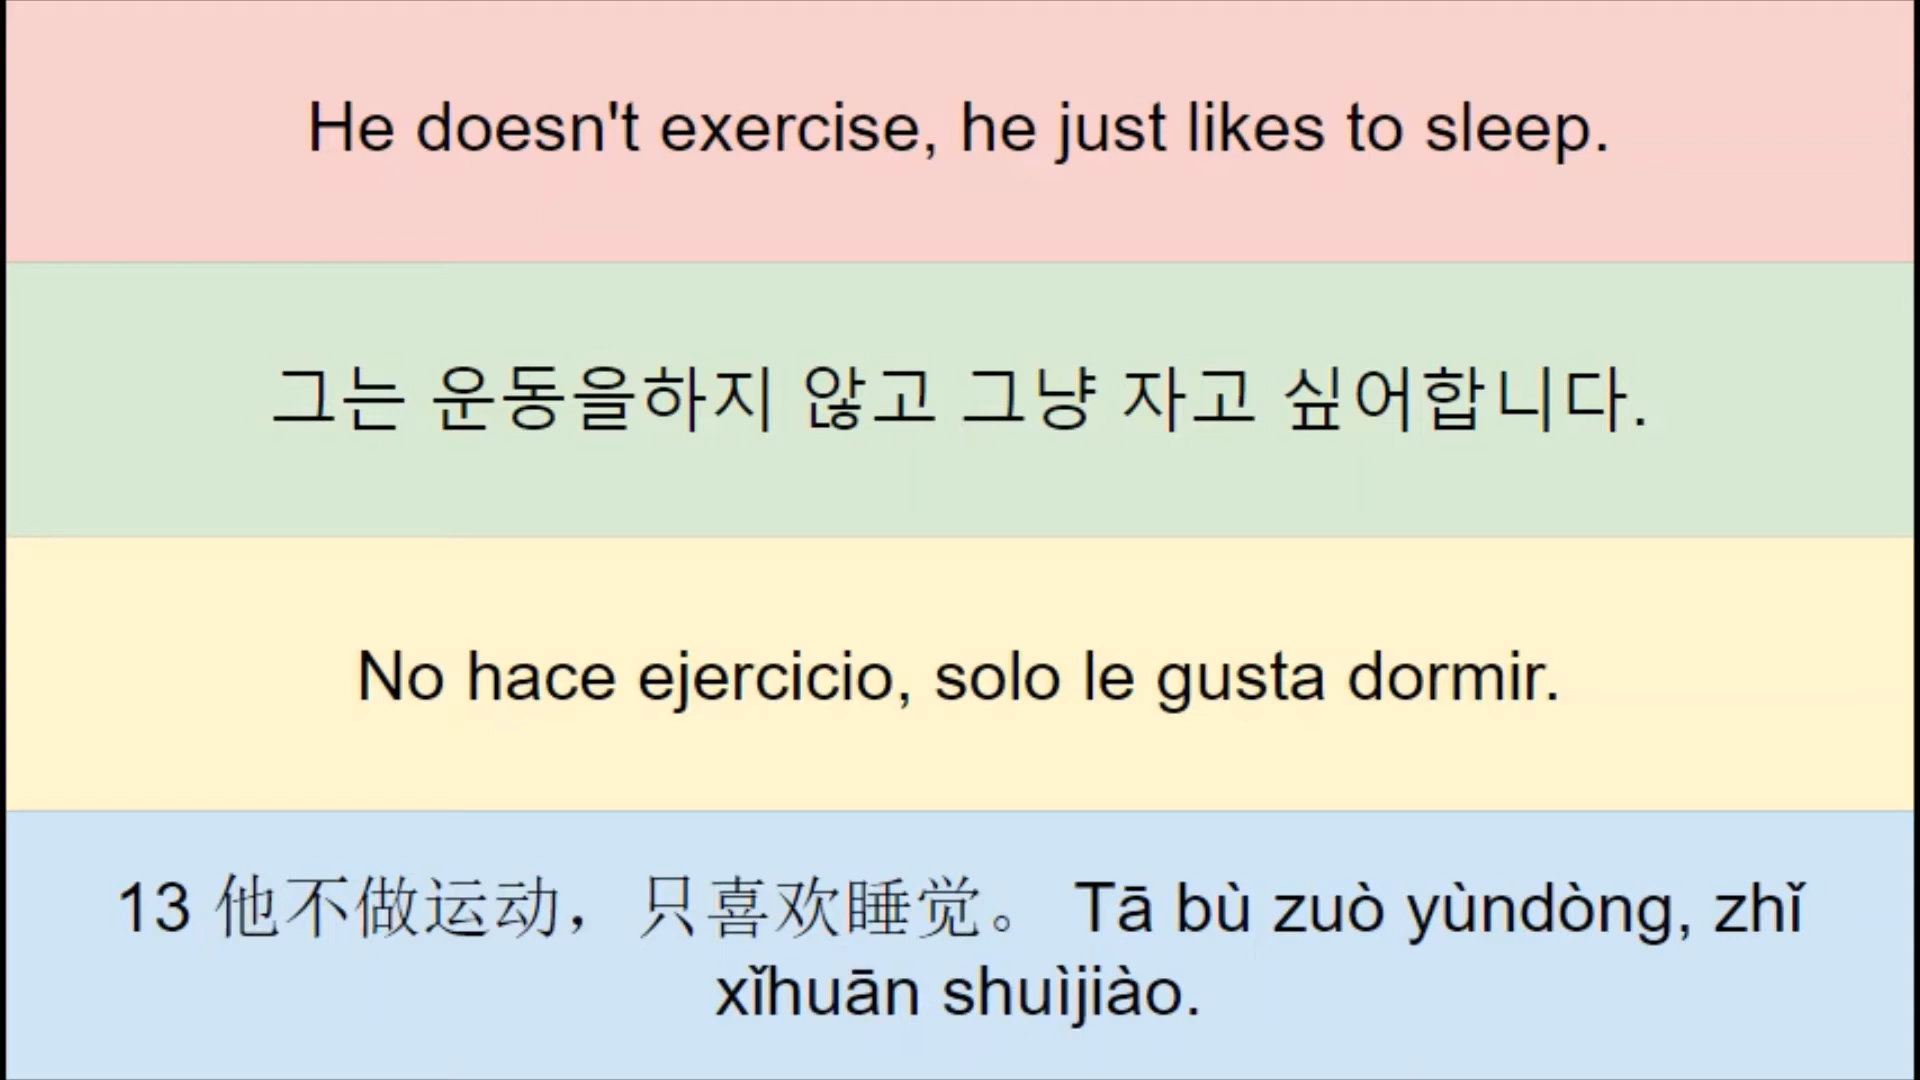 He doesn't exercise, he just likes to sleep.
그는 운동을하지 않고 그냥 자고 싶어합니다.
No hace ejercicio, solo le gusta dormir.
13 他不做运动，只喜欢睡觉。 Tā bù zuò yùndòng, zhǐ
xǐhuān shuìjiào.